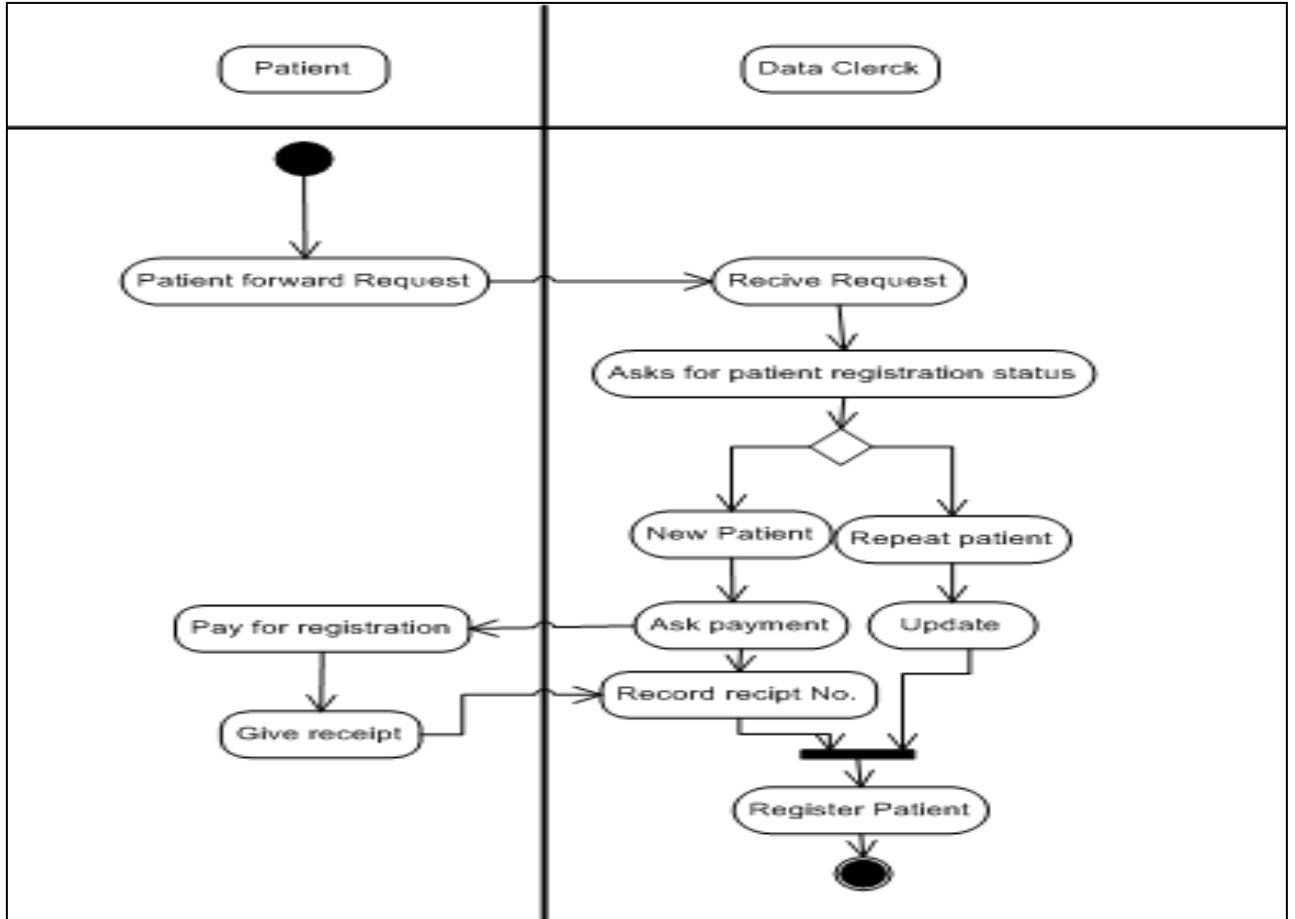 Patient
Data Clerck
Patient forward Request
Recive Request
Asks for patient registration status
New Patient
Repeat patient
Pay for registration
Ask payment
Update
Record recipt No.
Give receipt
Register Patient